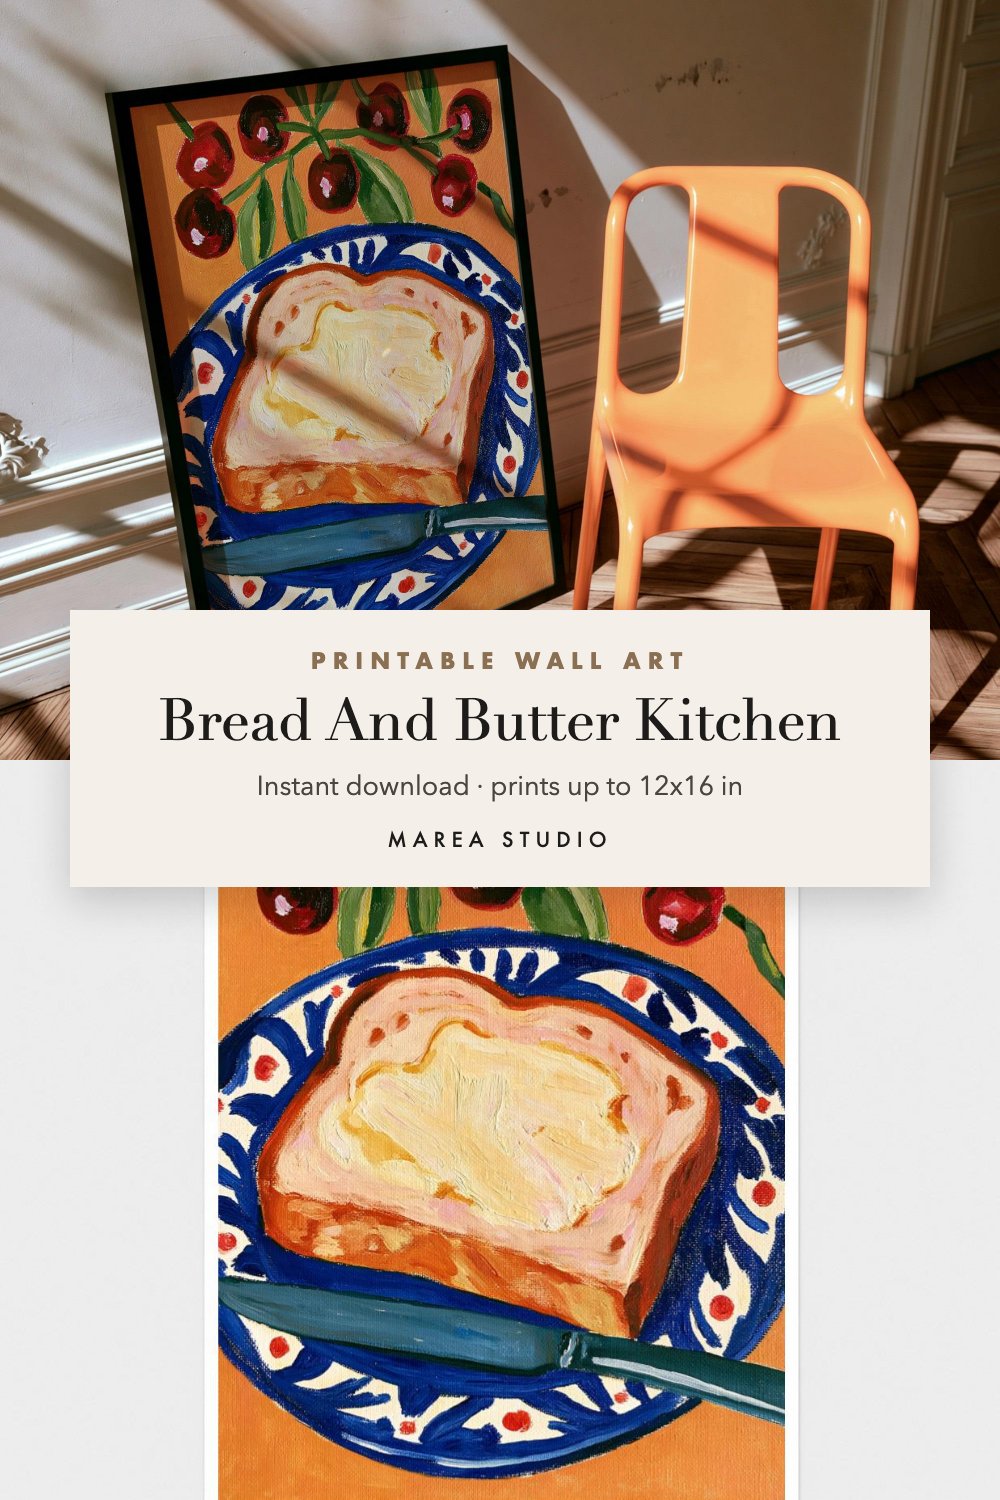 PRINTABLE WALL ART
Bread And Butter Kitchen
Instant download · prints up to 12x16 in
MAREA STUDIO